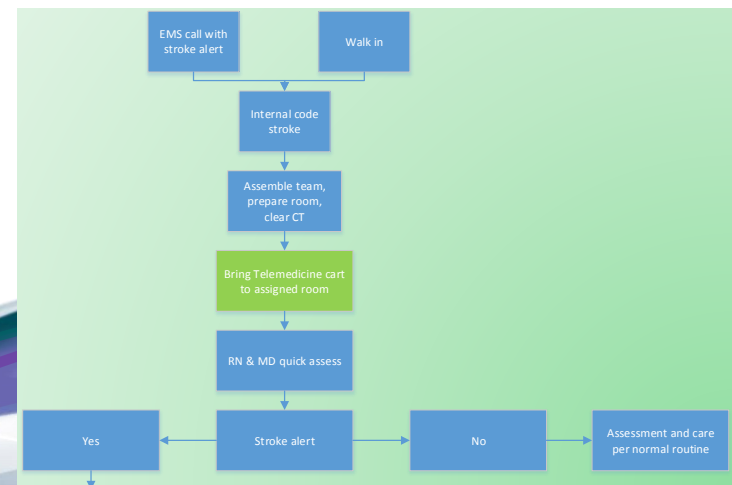 EMS call with
stroke alert
Walk in
Internal code
stroke
Assemble team,
prepare room,
clear CT
Bring Telemedicine cart
to assigned room
RN & MD quick assess
Yes
Stroke alert
No
Assessment and care
per normal routine